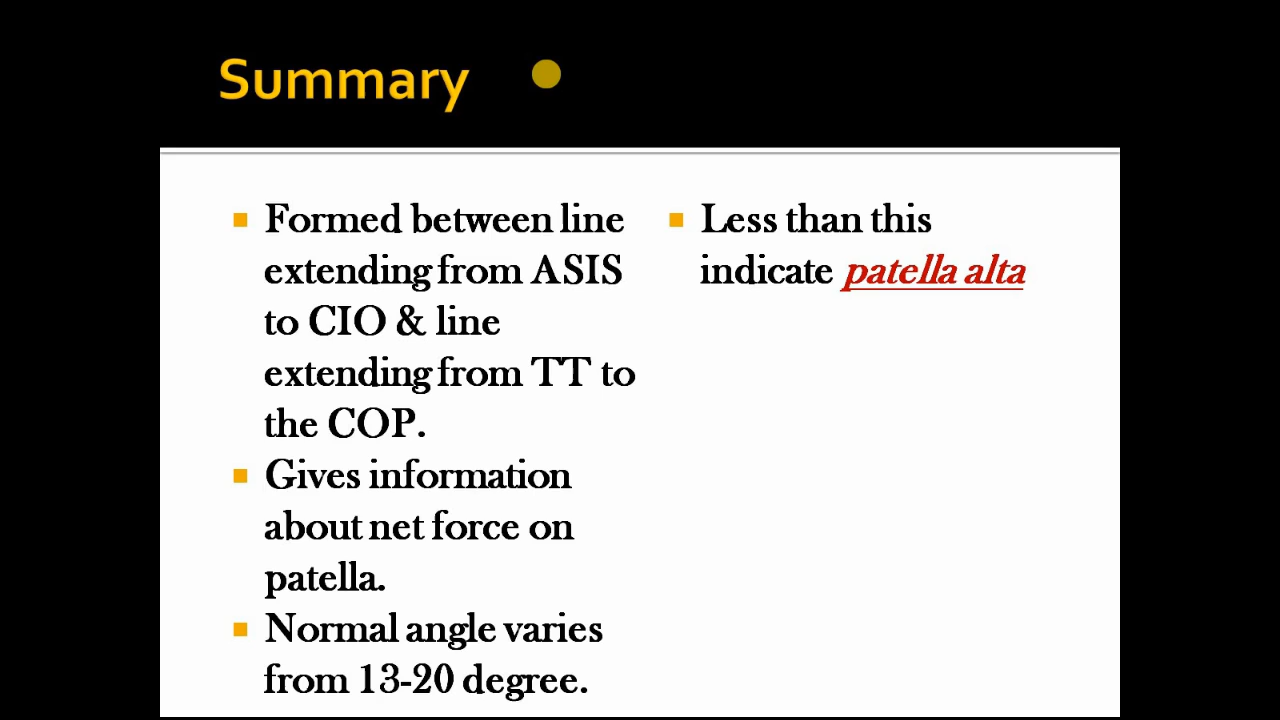 Summary
Formed between line
extending from ASIS
to CIO & line
extending from TT to
the COP.
Gives information
about net force on
patella.
Normal angle varies
from 13-20 degree.
Less than this
indicate patella alta